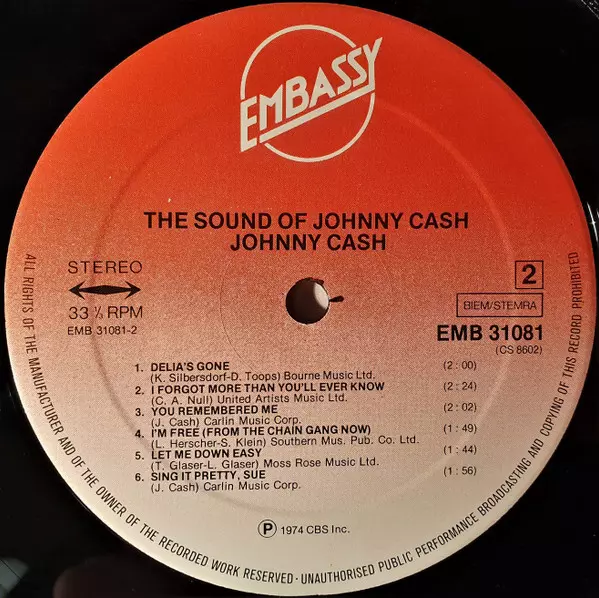 EMBASSY
THE SOUND OF JOHNNY CASH
JOHNNY CASH
STEREO
33 ⅓ RPM
EMB 31081-2
2
BIEM/STEMRA
EMB 31081
(CS 8602)
1. DELIA'S GONE (2 : 00)
(K. Silbersdorf-D. Toops) Bourne Music Ltd.
2. I FORGOT MORE THAN YOU'LL EVER KNOW (2 : 24)
(C. A. Null) United Artists Music Ltd.
3. YOU REMEMBERED ME (2 : 02)
(J. Cash) Carlin Music Corp.
4. I'M FREE (FROM THE CHAIN GANG NOW) (1 : 49)
(L. Herscher-S. Klein) Southern Mus. Pub. Co. Ltd.
5. LET ME DOWN EASY (1 : 44)
(T. Glaser-L. Glaser) Moss Rose Music Ltd.
6. SING IT PRETTY, SUE (1 : 56)
(J. Cash) Carlin Music Corp.
℗ 1974 CBS Inc.
ALL RIGHTS OF THE MANUFACTURER AND OF THE OWNER OF THE RECORDED WORK RESERVED · UNAUTHORISED PUBLIC PERFORMANCE BROADCASTING AND COPYING OF THIS RECORD PROHIBITED